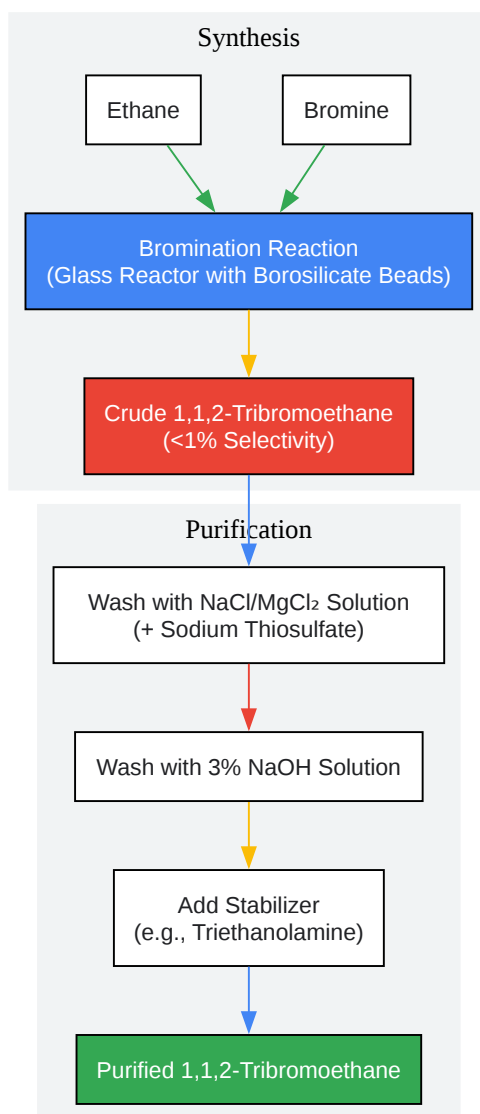 Synthesis
Ethane
Bromine
Bromination Reaction
(Glass Reactor with Borosilicate Beads)
Crude 1,1,2-Tribromoethane
(<1% Selectivity)
Purification
Wash with NaCl/MgCl₂ Solution
(+ Sodium Thiosulfate)
Wash with 3% NaOH Solution
Add Stabilizer
(e.g., Triethanolamine)
Purified 1,1,2-Tribromoethane